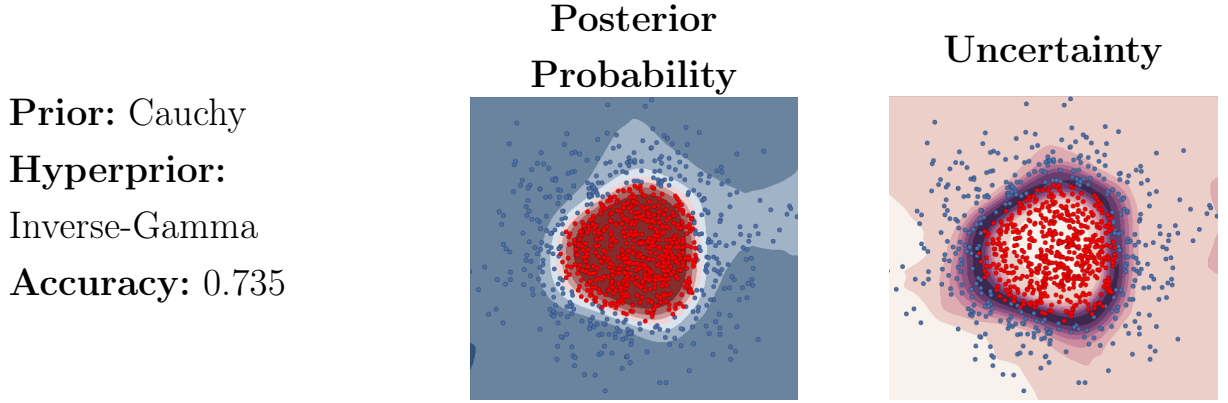 Posterior
Probability
Uncertainty
Prior: Cauchy
Hyperprior:
Inverse-Gamma
Accuracy: 0.735